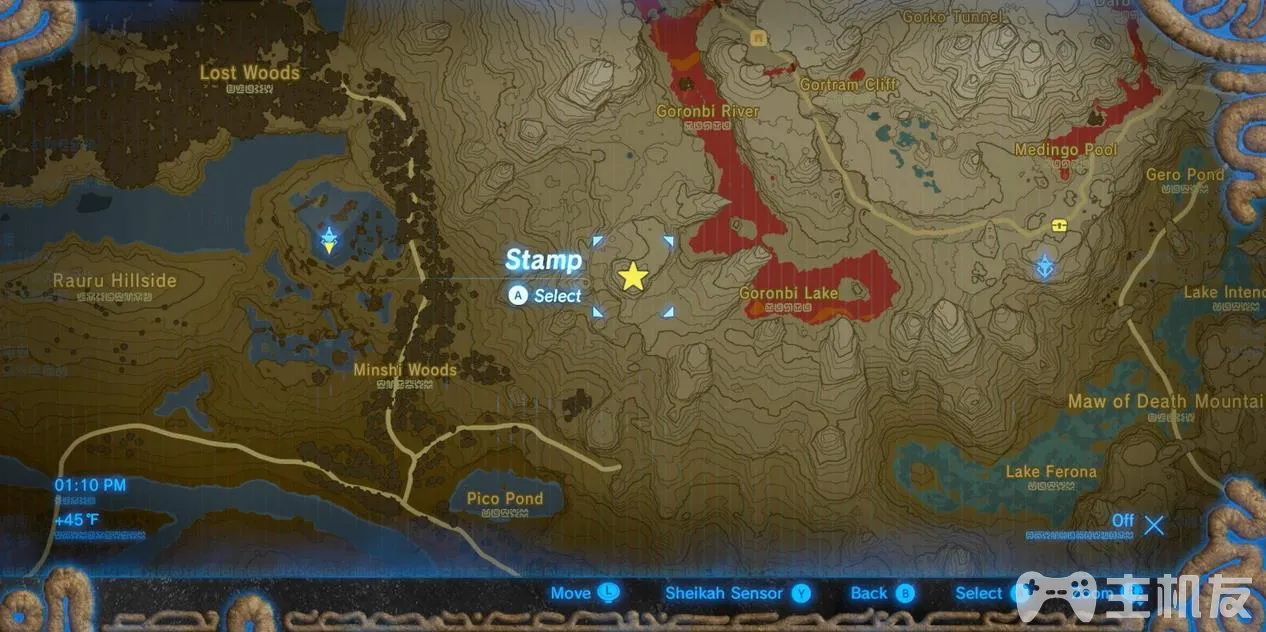 Gorko Tunnel
Lost Woods
Gortram Cliff
Goronbi River
Medingo Pool
Gero Pond
Stamp
A Select
Rauru Hillside
Goronbi Lake
Minshi Woods
Maw of Death Mountai
Lake Ferona
Pico Pond
01:10 PM
+45°F
Off
Move L
Sheikah Sensor Y
Back B
Select
主机友